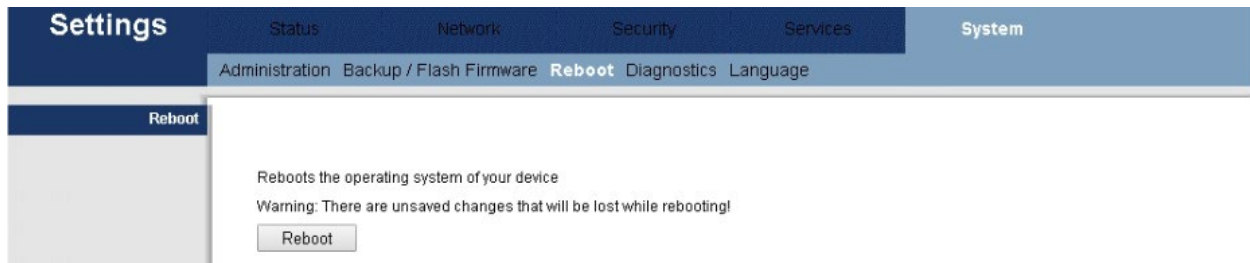 Settings Status Network Security Services System
Administration Backup / Flash Firmware Reboot Diagnostics Language
Reboot
Reboots the operating system of your device
Warning: There are unsaved changes that will be lost while rebooting!
Reboot